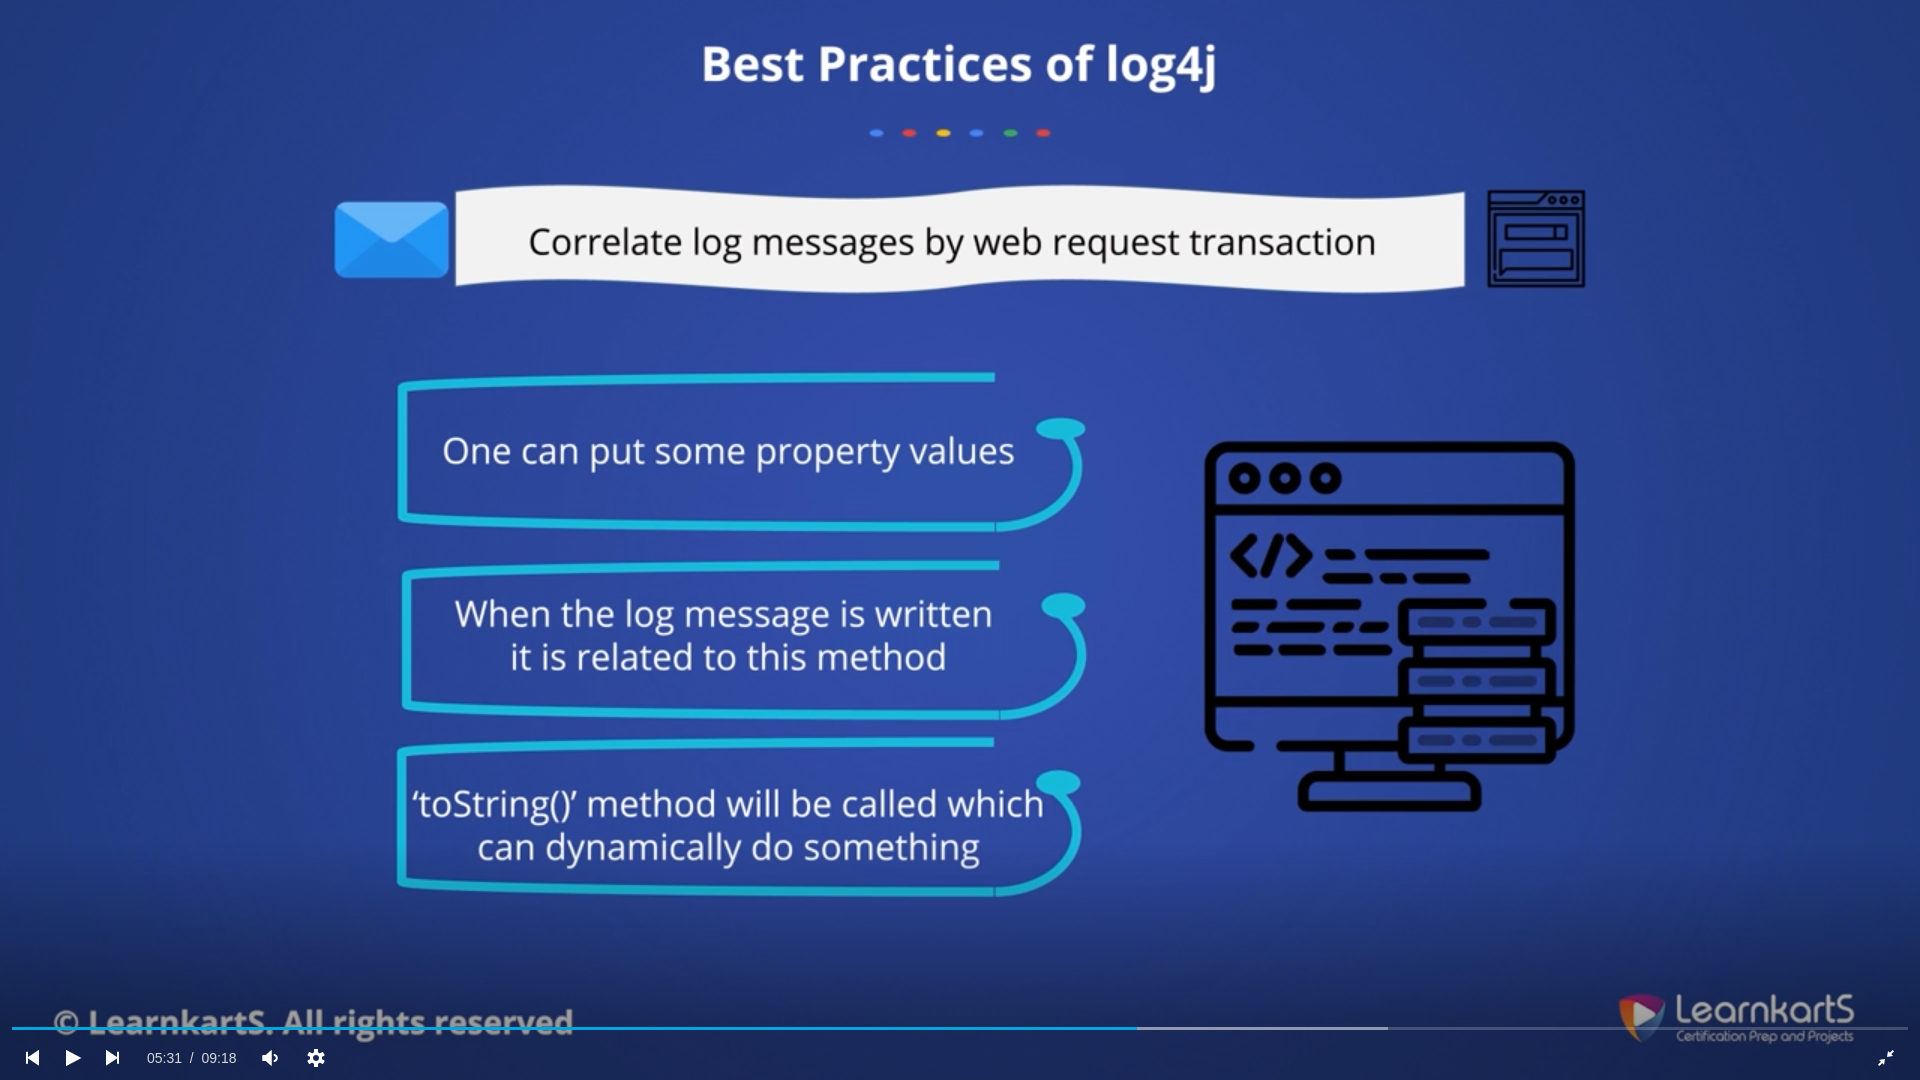 Best Practices of log4j
Correlate log messages by web request transaction
One can put some property values
When the log message is written
it is related to this method
‘toString()’ method will be called which
can dynamically do something
© LearnkartS. All rights reserved
LearnkartS
Certification Prep and Projects
05:31 / 09:18